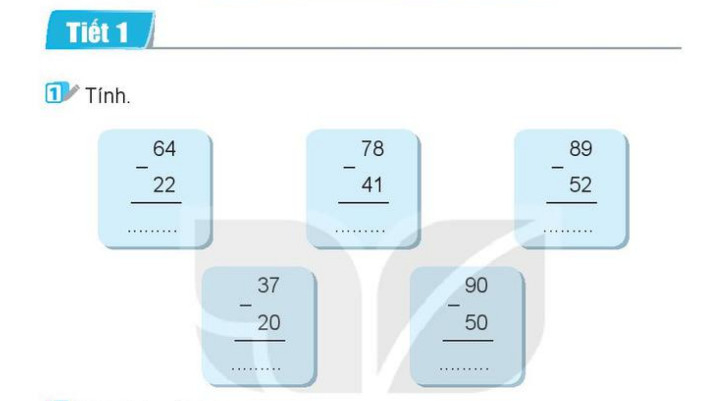 Tiết 1
1 Tính.
64 78 89
− − −
22 41 52
......... ......... .........
37 90
− −
20 50
......... .........